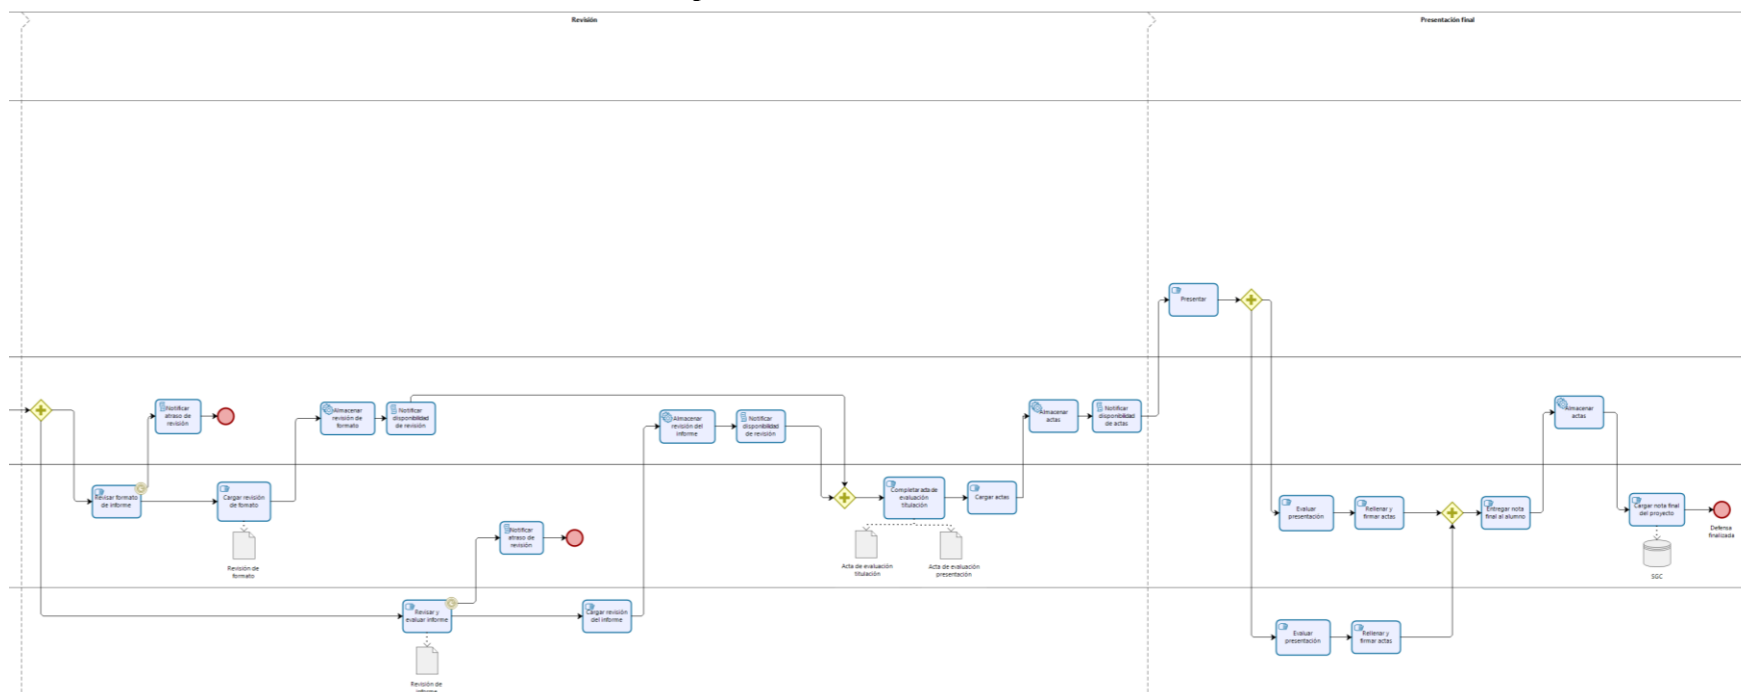 Revisión
Presentación final
Presentar
Notificar
atraso de
revisión
Almacenar
revisión de
formato
Notificar
disponibilidad
de revisión
Almacenar
revisión del
informe
Notificar
disponibilidad
de revisión
Almacenar
actas
Notificar
disponibilidad
de actas
Almacenar
actas
Revisar formato
de informe
Cargar revisión
de fomato
Revisión de
formato
Notificar
atraso de
revisión
Completar acta de
evaluación
titulación
Cargar actas
Acta de evaluación
titulación
Acta de evaluación
presentación
Evaluar
presentación
Rellenar y
firmar actas
Entregar nota
final al alumno
Cargar nota final
del proyecto
Defensa
finalizada
SGC
Revisar y
evaluar informe
Cargar revisión
del informe
Revisión de
informe
Evaluar
presentación
Rellenar y
firmar actas